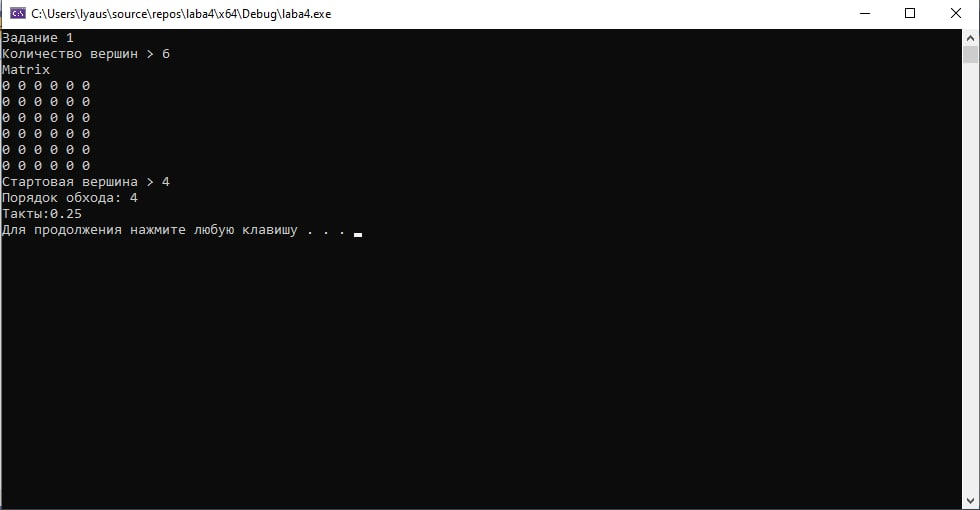 C:\Users\lyaus\source\repos\laba4\x64\Debug\laba4.exe
Задание 1
Количество вершин > 6
Matrix
0 0 0 0 0 0
0 0 0 0 0 0
0 0 0 0 0 0
0 0 0 0 0 0
0 0 0 0 0 0
0 0 0 0 0 0
Стартовая вершина > 4
Порядок обхода: 4
Такты:0.25
Для продолжения нажмите любую клавишу . . .